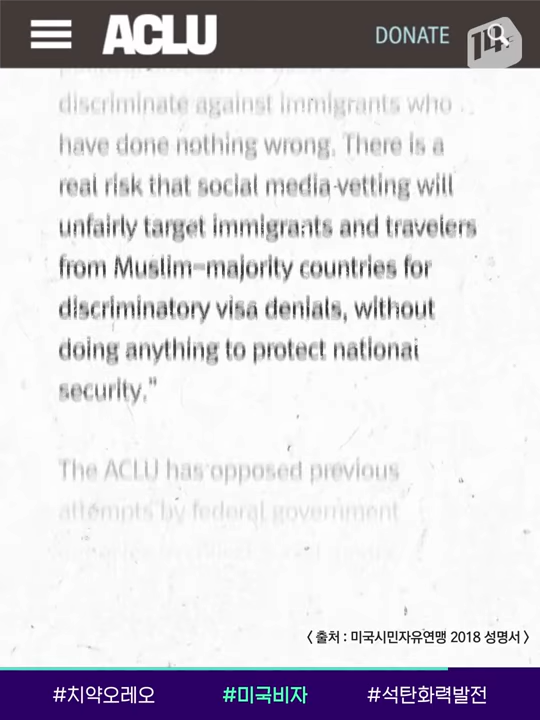 ACLU
DONATE
14
discriminate against immigrants who
have done nothing wrong. There is a
real risk that social media vetting will
unfairly target immigrants and travelers
from Muslim-majority countries for
discriminatory visa denials, without
doing anything to protect national
security."
The ACLU has opposed previous
attempts by federal government
〈 출처 : 미국시민자유연맹 2018 성명서 〉
#치약오레오
#미국비자
#석탄화력발전